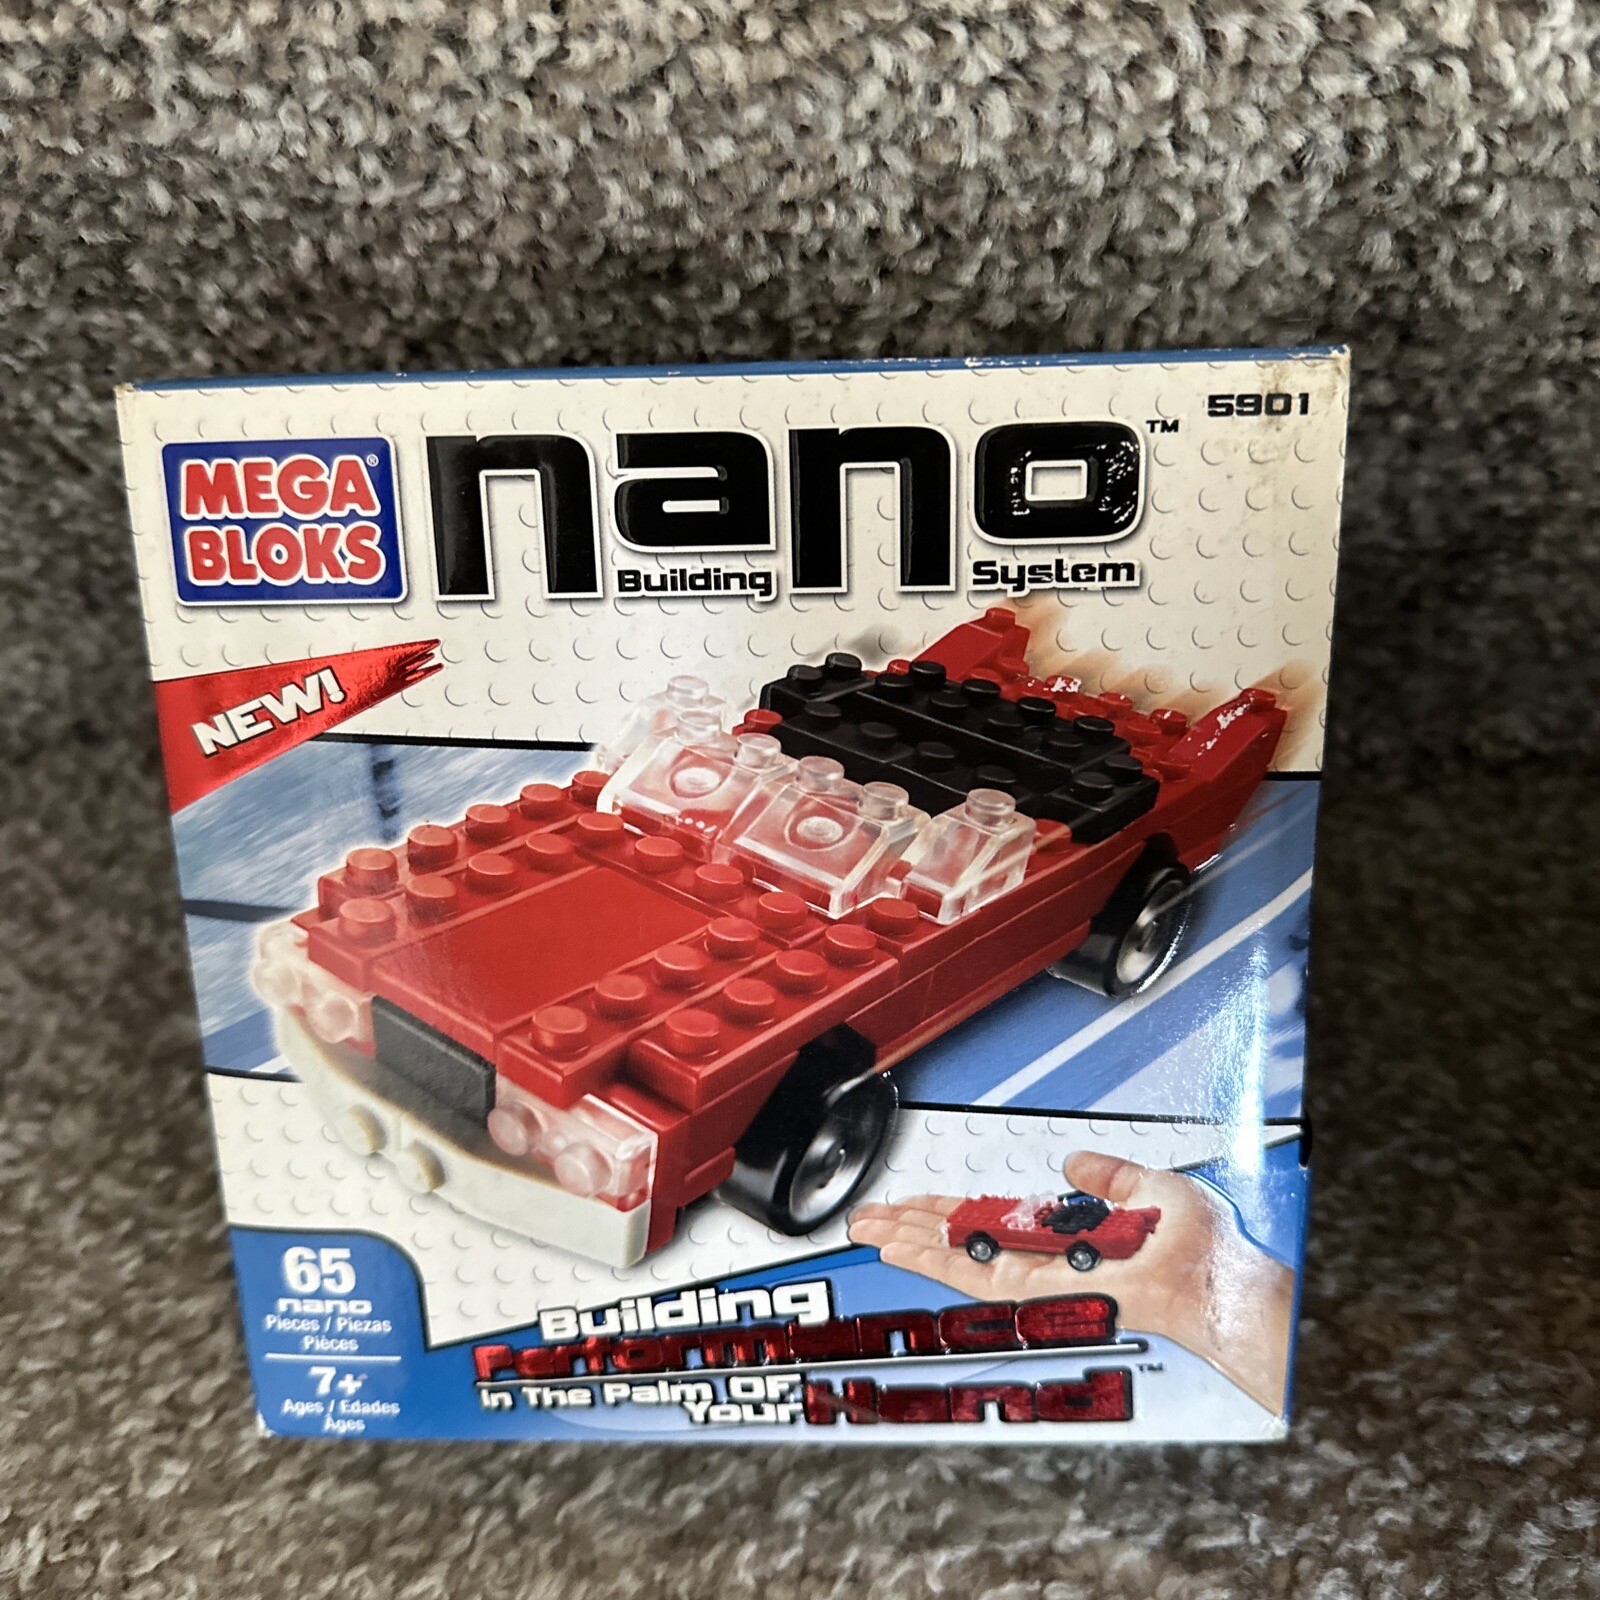 5901
MEGA®
BLOKS
nano™
Building System
NEW!
65
nano
Pieces / Piezas
Pièces
7+
Ages / Edades
Âges
Building
Performance
In The Palm OF
Your Hand™